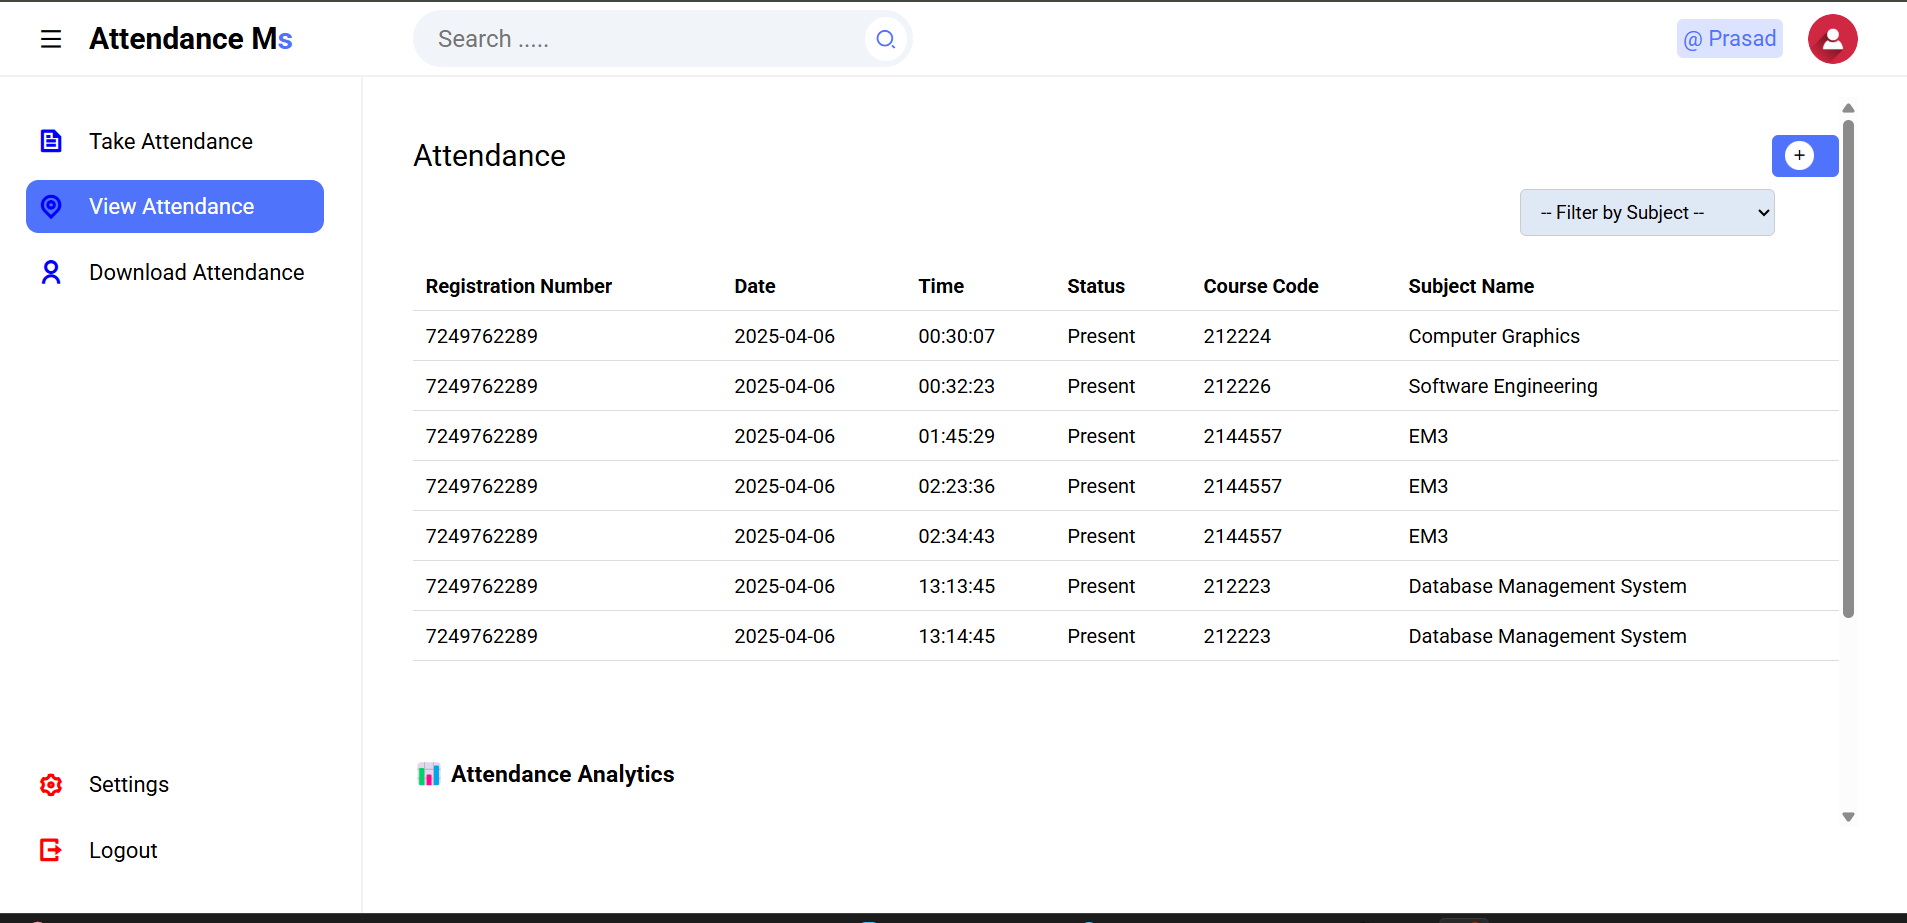 Attendance Ms
Search .....
@ Prasad
Take Attendance
View Attendance
Download Attendance
Settings
Logout
Attendance
+
-- Filter by Subject --
Registration Number Date Time Status Course Code Subject Name
7249762289 2025-04-06 00:30:07 Present 212224 Computer Graphics
7249762289 2025-04-06 00:32:23 Present 212226 Software Engineering
7249762289 2025-04-06 01:45:29 Present 2144557 EM3
7249762289 2025-04-06 02:23:36 Present 2144557 EM3
7249762289 2025-04-06 02:34:43 Present 2144557 EM3
7249762289 2025-04-06 13:13:45 Present 212223 Database Management System
7249762289 2025-04-06 13:14:45 Present 212223 Database Management System
Attendance Analytics